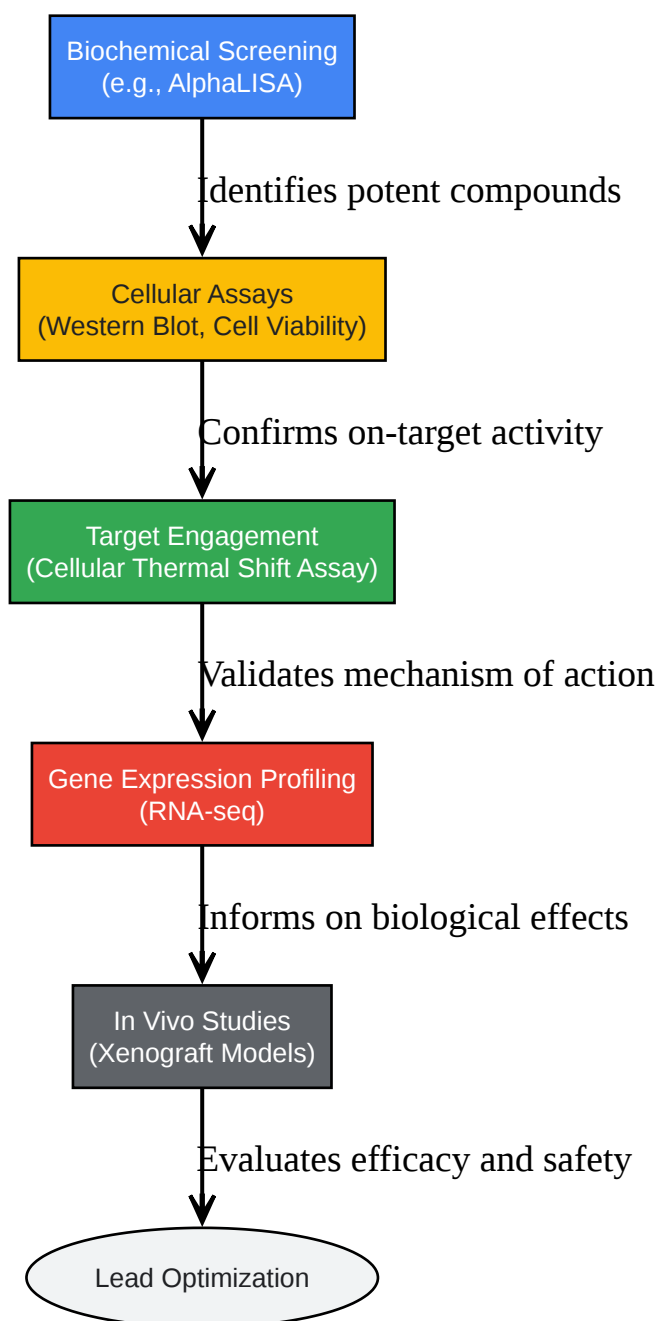 Biochemical Screening
(e.g., AlphaLISA)
Identifies potent compounds
Cellular Assays
(Western Blot, Cell Viability)
Confirms on-target activity
Target Engagement
(Cellular Thermal Shift Assay)
Validates mechanism of action
Gene Expression Profiling
(RNA-seq)
Informs on biological effects
In Vivo Studies
(Xenograft Models)
Evaluates efficacy and safety
Lead Optimization